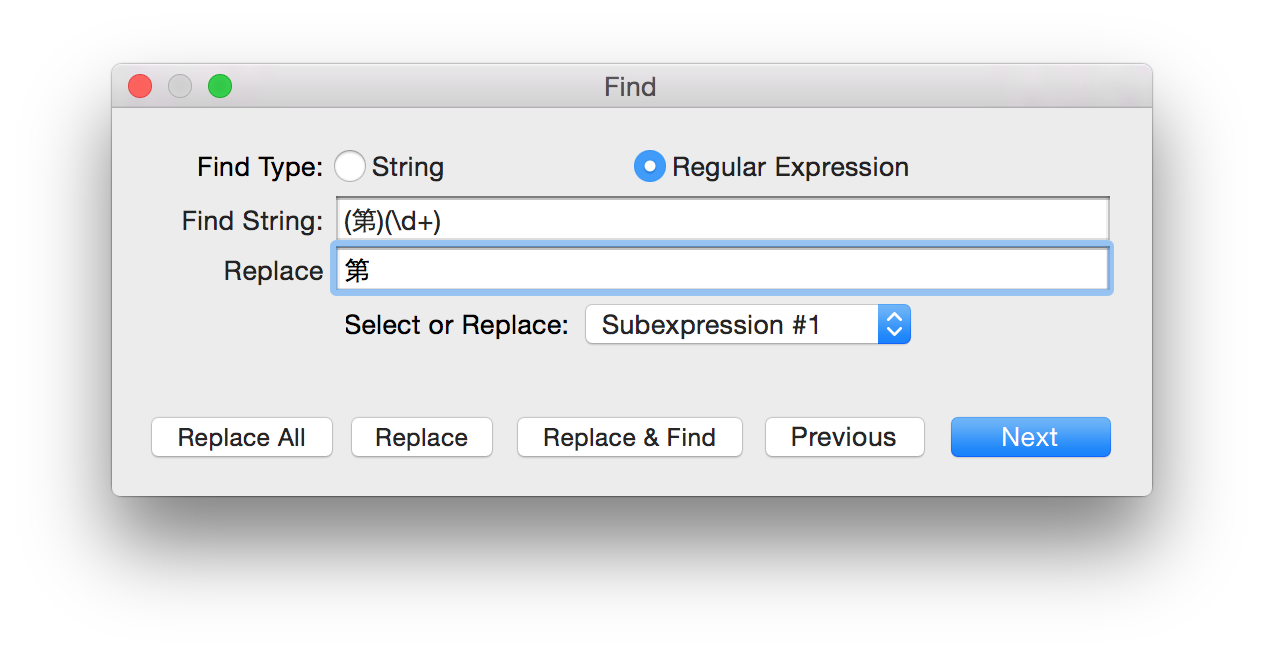 Find
Find Type: String Regular Expression
Find String: (第)(\d+)
Replace 第
Select or Replace: Subexpression #1
Replace All Replace Replace & Find Previous Next